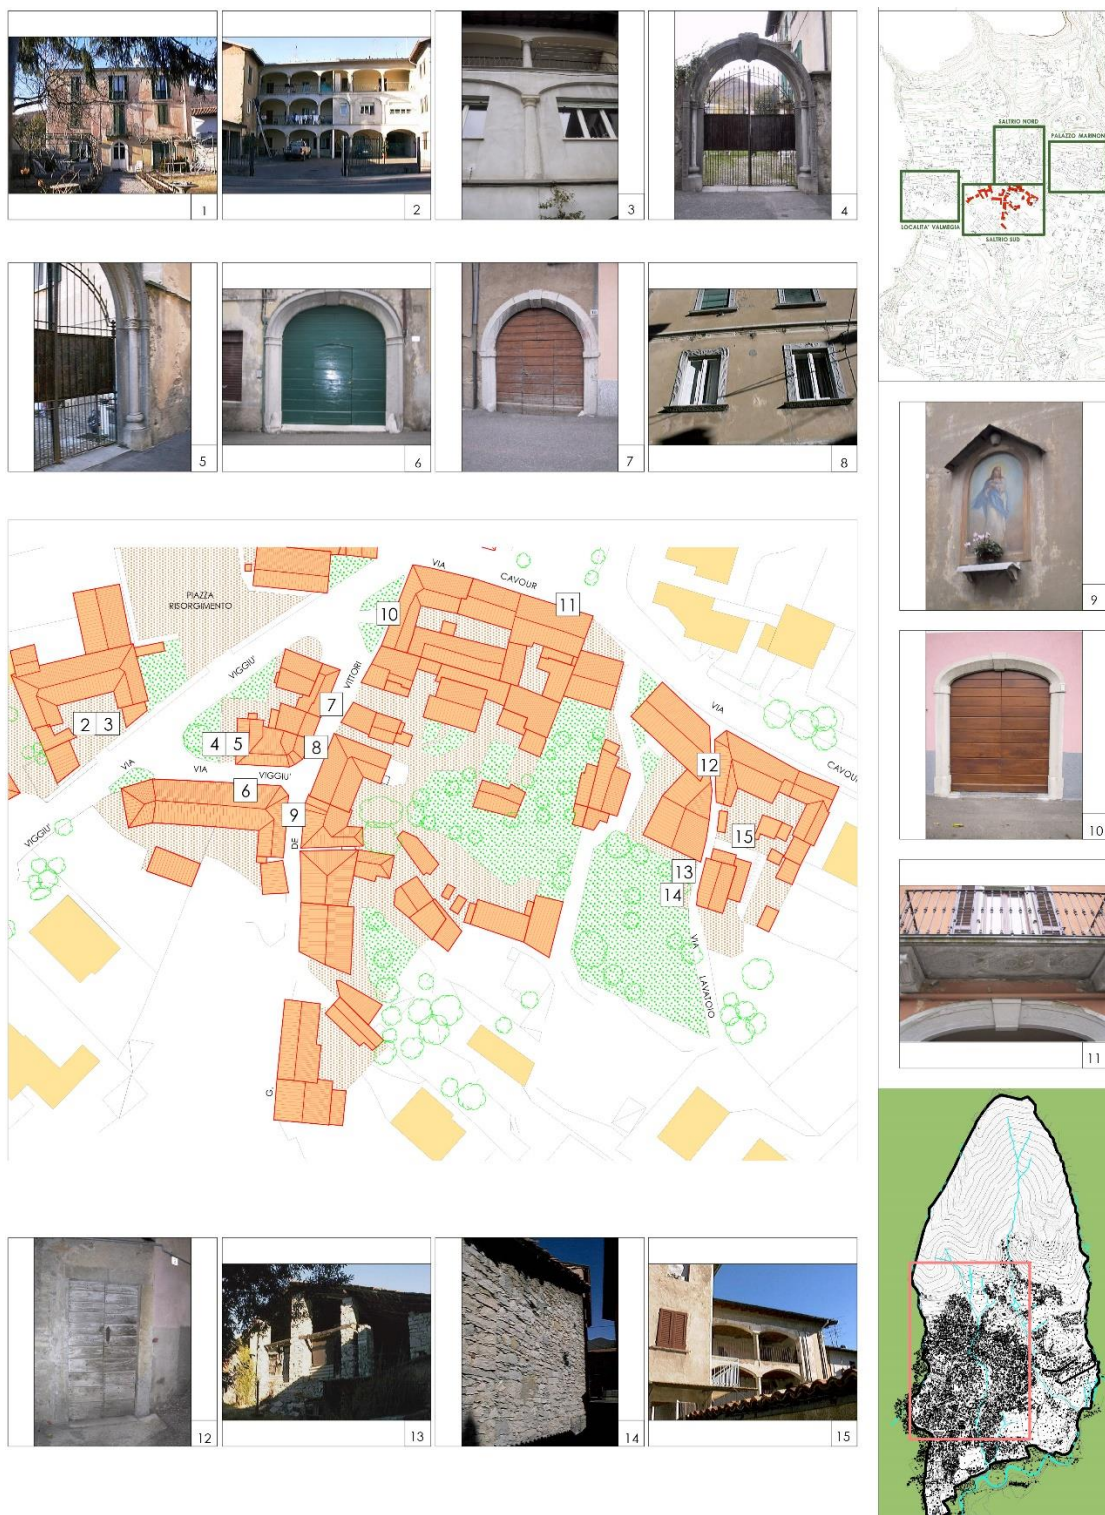 1
2
3
4
SALTRIO NORD
PALAZZO MARINONI
LOCALITA' VALMEGIA
SALTRIO SUD
5
6
7
8
9
10
11
PIAZZA
RISORGIMENTO
VIA
CAVOUR
10
11
VIGGIU'
VITTORI
7
2
3
4
5
8
VIA
VIA
VIGGIU'
6
VIGGIU'
9
DE
G.
VIA
CAVOUR
12
15
13
14
VIA
LAVATOIO
12
13
14
15